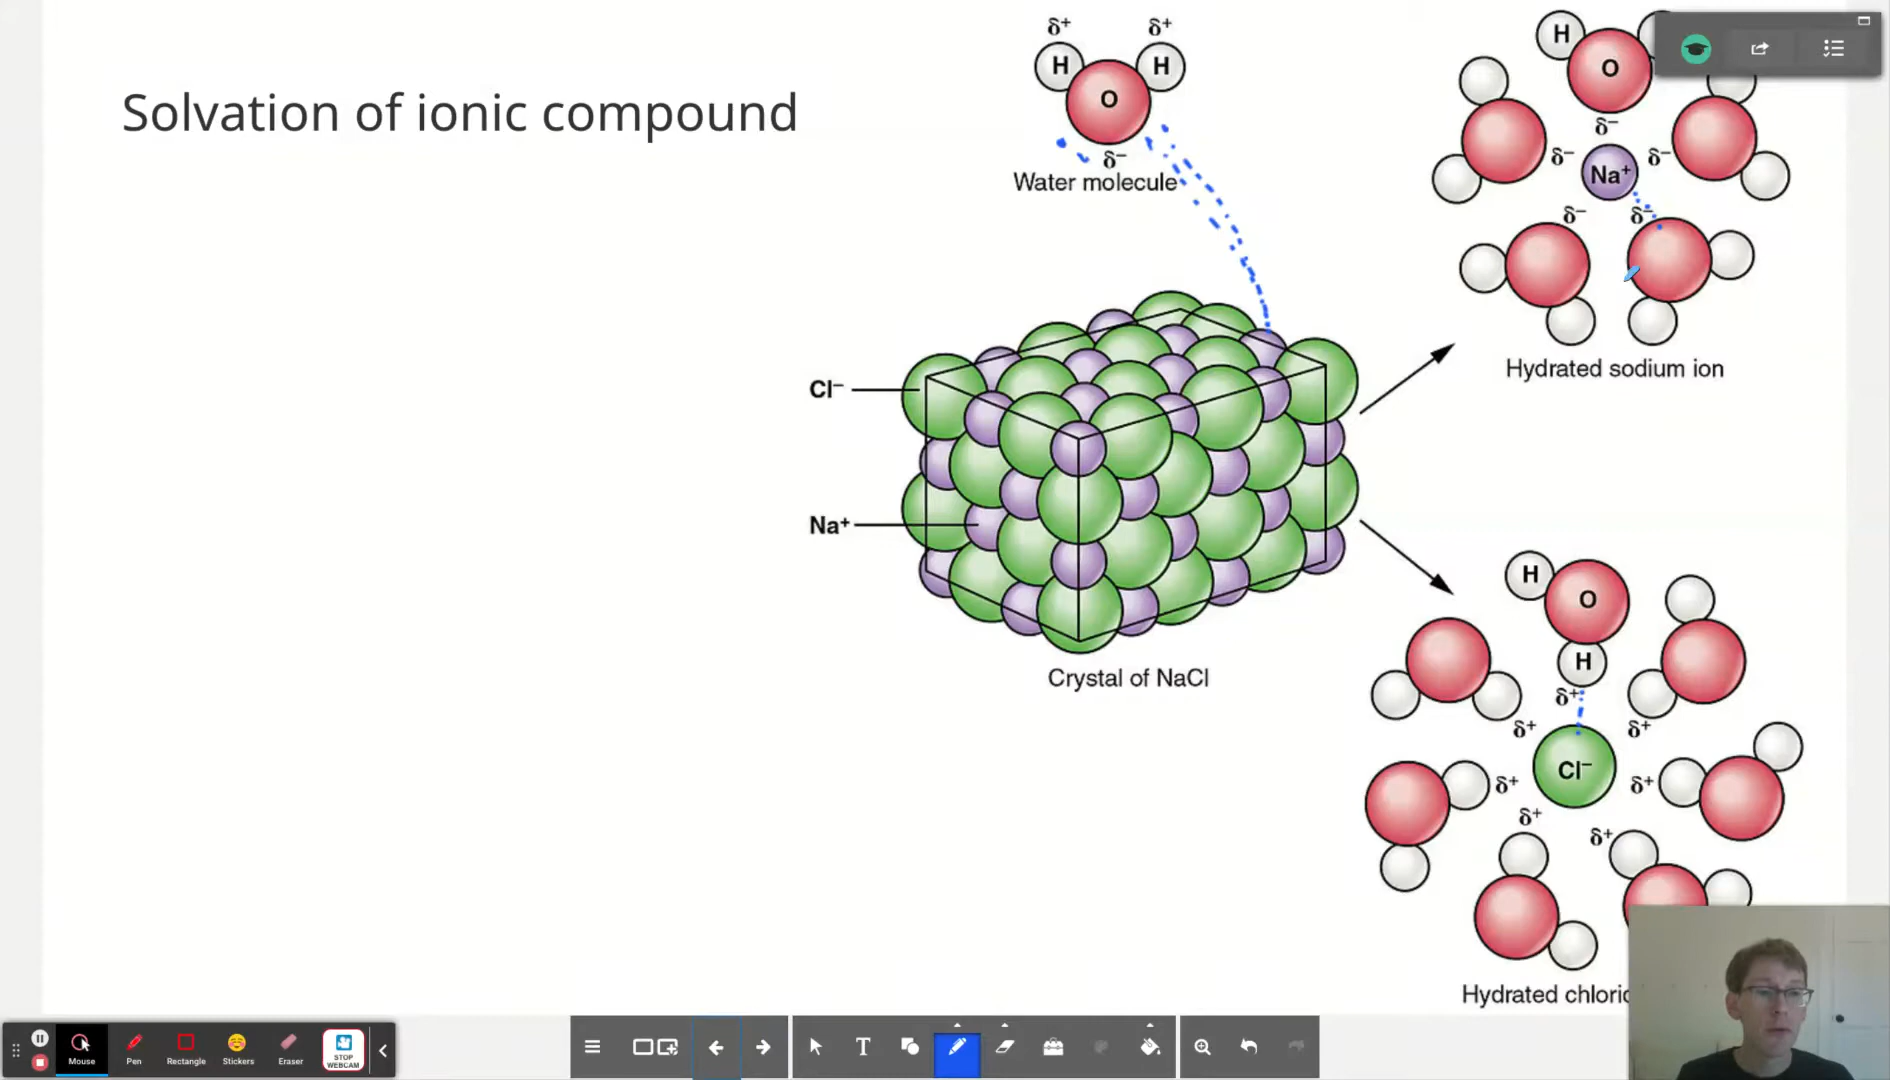 Solvation of ionic compound
δ⁺ δ⁺
H H
O
δ⁻
Water molecule
H
O
δ⁻
δ⁻ δ⁻
Na⁺
δ⁻ δ⁻
Hydrated sodium ion
Cl⁻
Na⁺
Crystal of NaCl
H
O
H
δ⁺
δ⁺ δ⁺
Cl⁻
δ⁺ δ⁺
δ⁺
δ⁺
Hydrated chlorid
Mouse
Pen
Rectangle
Stickers
Eraser
STOP
WEBCAM
T